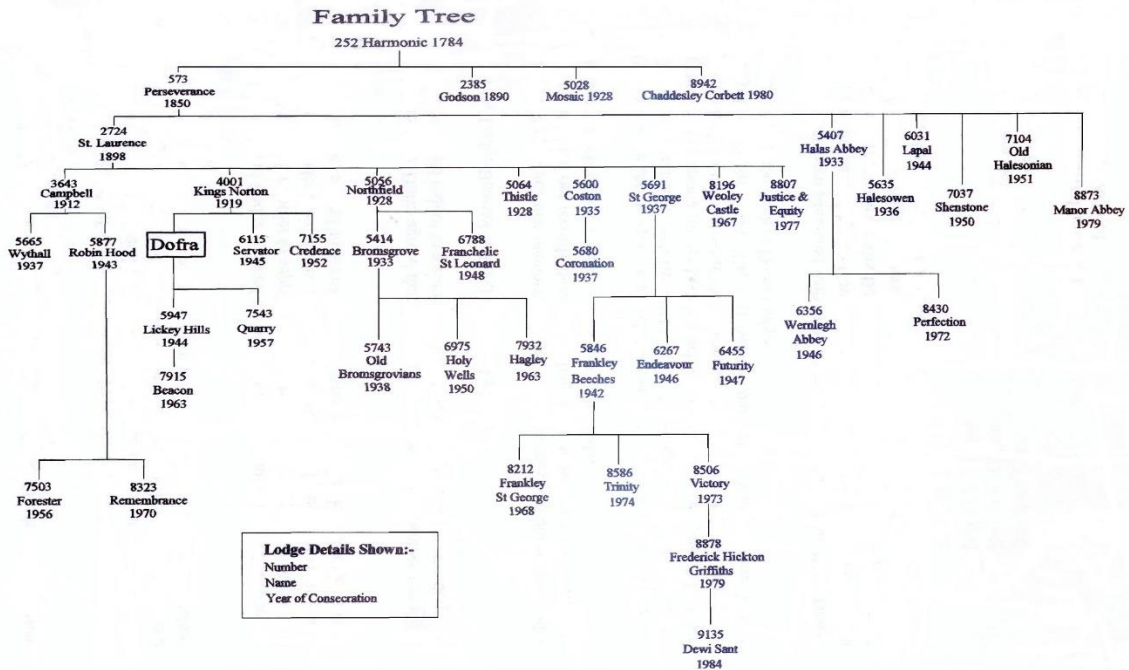 Family Tree
252 Harmonic 1784
573
Perseverance
1850
2385
Godson 1890
5028
Mosaic 1928
8942
Chaddesley Corbett 1980
2724
St. Laurence
1898
5407
Halas Abbey
1933
5635
Halesowen
1936
6031
Lapal
1944
7037
Shenstone
1950
7104
Old
Halesonian
1951
8873
Manor Abbey
1979
3643
Campbell
1912
4001
Kings Norton
1919
5056
Northfield
1928
5064
Thistle
1928
5600
Coston
1935
5691
St George
1937
8196
Weoley
Castle
1967
8807
Justice &
Equity
1977
5665
Wythall
1937
5877
Robin Hood
1943
Dofra
6115
Servator
1945
7155
Credence
1952
5414
Bromsgrove
1933
6788
Franchelie
St Leonard
1948
5680
Coronation
1937
5947
Lickey Hills
1944
7543
Quarry
1957
5743
Old
Bromsgrovians
1938
6975
Holy
Wells
1950
7932
Hagley
1963
5846
Frankley
Beeches
1942
6267
Endeavour
1946
6455
Futurity
1947
6356
Wernlegh
Abbey
1946
8430
Perfection
1972
7915
Beacon
1963
7503
Forester
1956
8323
Remembrance
1970
8212
Frankley
St George
1968
8586
Trinity
1974
8506
Victory
1973
8878
Frederick Hickton
Griffiths
1979
9135
Dewi Sant
1984
Lodge Details Shown:-
Number
Name
Year of Consecration